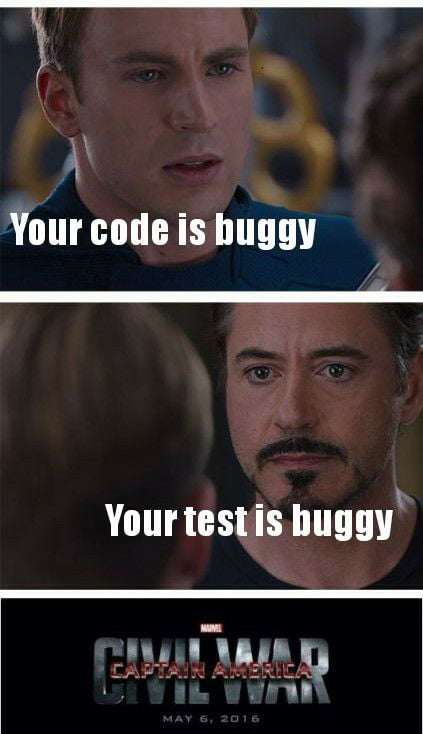 Your code is buggy
Your test is buggy
MARVEL
CIVIL WAR
CAPTAIN AMERICA
MAY 6, 2016